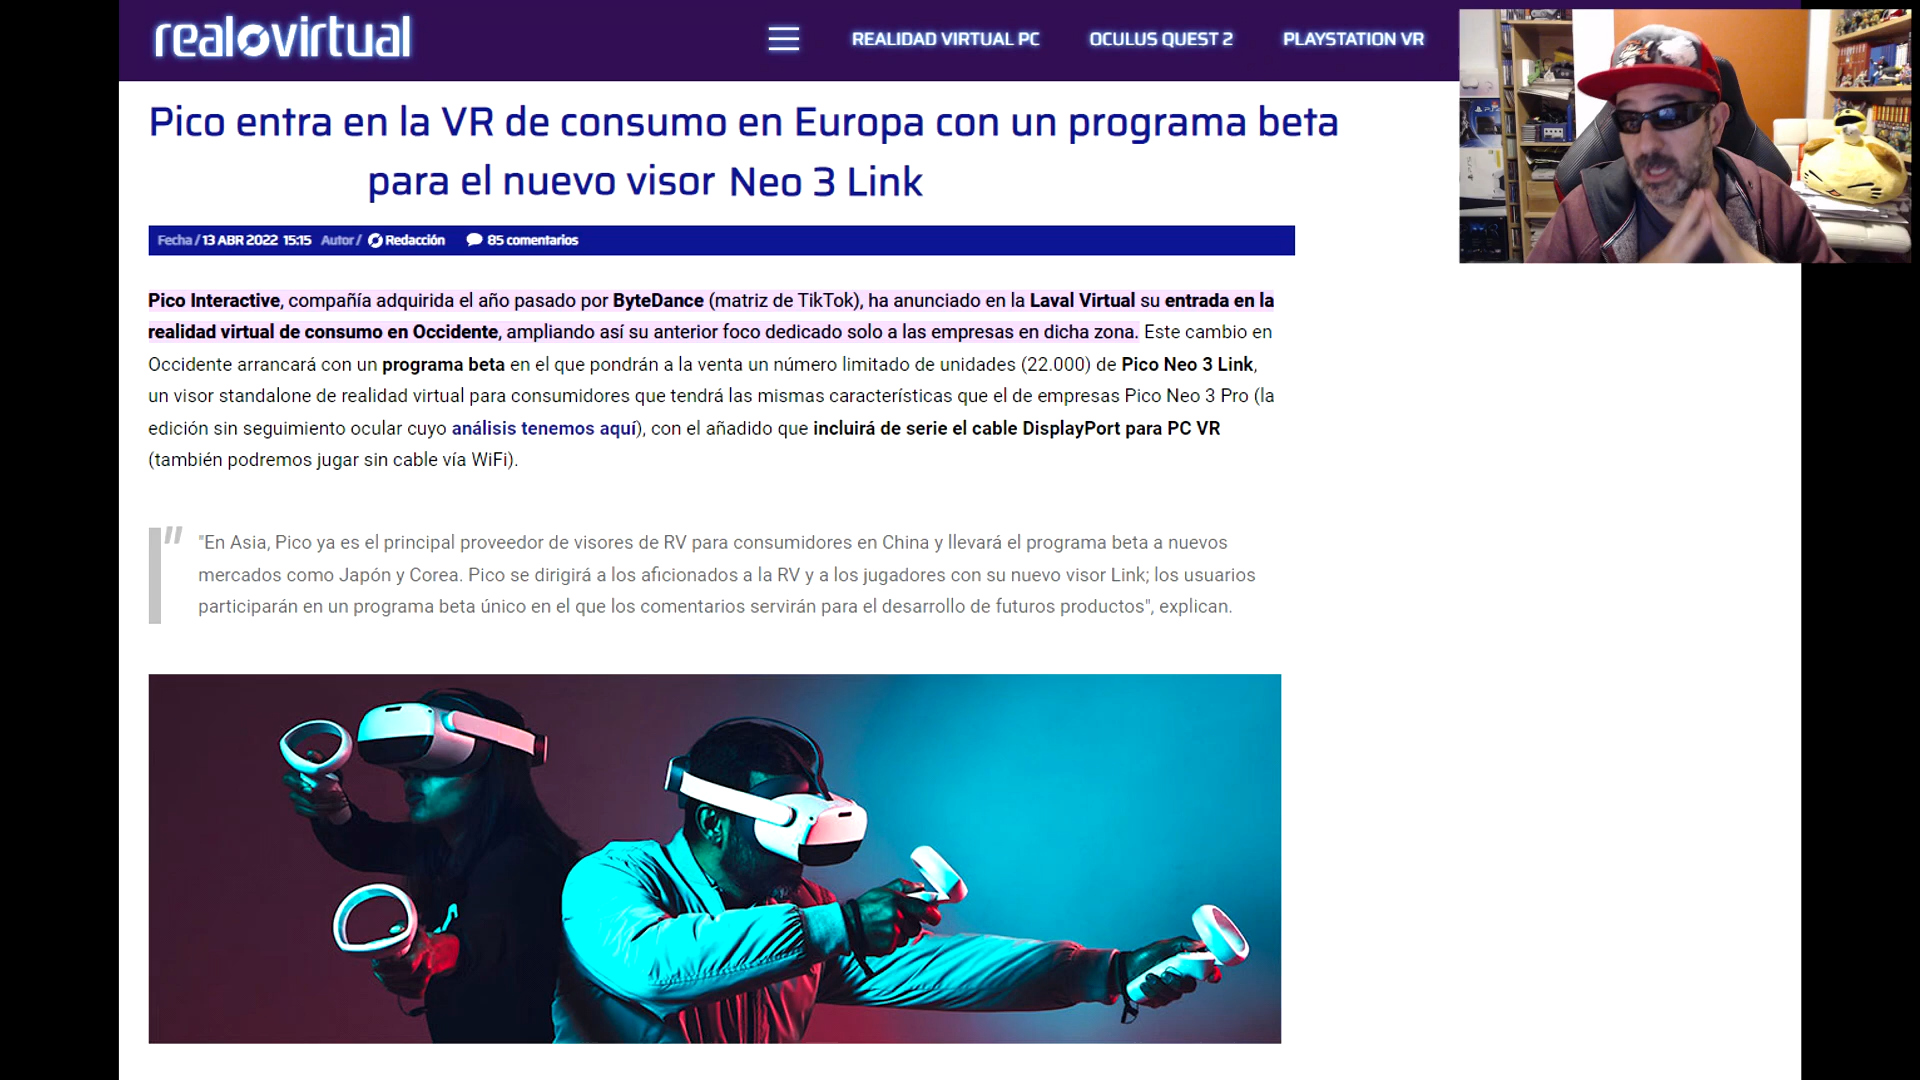 realovirtual
REALIDAD VIRTUAL PC OCULUS QUEST 2 PLAYSTATION VR
Pico entra en la VR de consumo en Europa con un programa beta
para el nuevo visor Neo 3 Link
Fecha / 13 ABR 2022 15:15 Autor / Redacción 85 comentarios
Pico Interactive, compañía adquirida el año pasado por ByteDance (matriz de TikTok), ha anunciado en la Laval Virtual su entrada en la
realidad virtual de consumo en Occidente, ampliando así su anterior foco dedicado solo a las empresas en dicha zona. Este cambio en
Occidente arrancará con un programa beta en el que pondrán a la venta un número limitado de unidades (22.000) de Pico Neo 3 Link,
un visor standalone de realidad virtual para consumidores que tendrá las mismas características que el de empresas Pico Neo 3 Pro (la
edición sin seguimiento ocular cuyo análisis tenemos aquí), con el añadido que incluirá de serie el cable DisplayPort para PC VR
(también podremos jugar sin cable vía WiFi).
"En Asia, Pico ya es el principal proveedor de visores de RV para consumidores en China y llevará el programa beta a nuevos
mercados como Japón y Corea. Pico se dirigirá a los aficionados a la RV y a los jugadores con su nuevo visor Link; los usuarios
participarán en un programa beta único en el que los comentarios servirán para el desarrollo de futuros productos", explican.